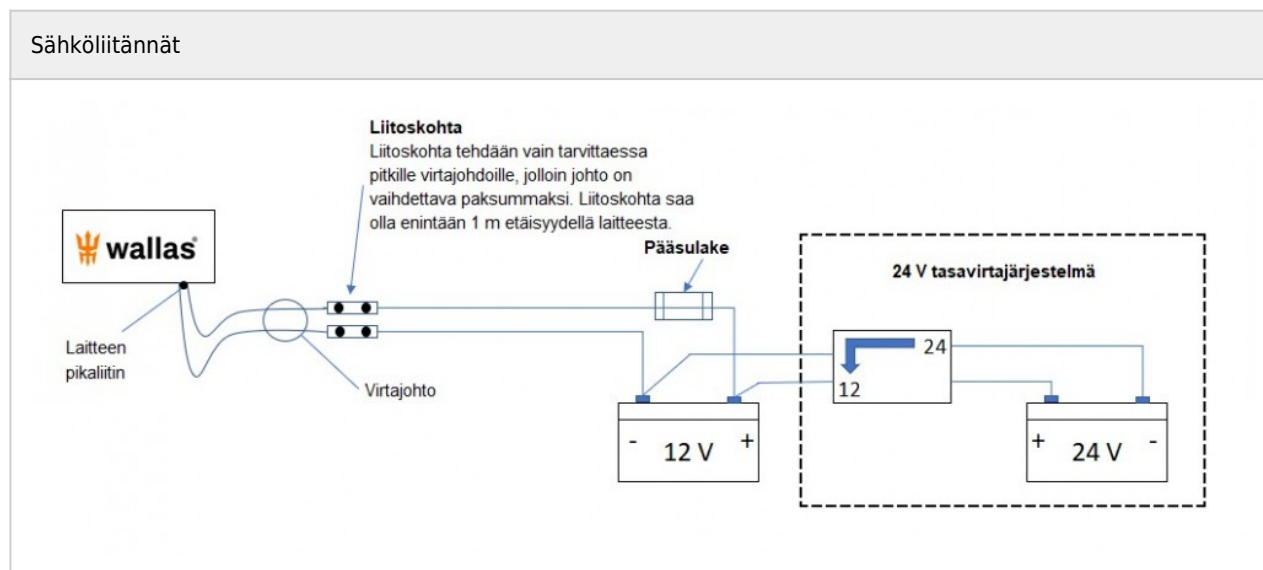 Sähköliitännät
Liitoskohta
Liitoskohta tehdään vain tarvittaessa
pitkille virtajohdoille, jolloin johto on
vaihdettava paksummaksi. Liitoskohta saa
olla enintään 1 m etäisyydellä laitteesta.
wallas
Pääsulake
24 V tasavirtajärjestelmä
Laitteen
pikaliitin
Virtajohto
24
12
- 12 V +
+ 24 V -